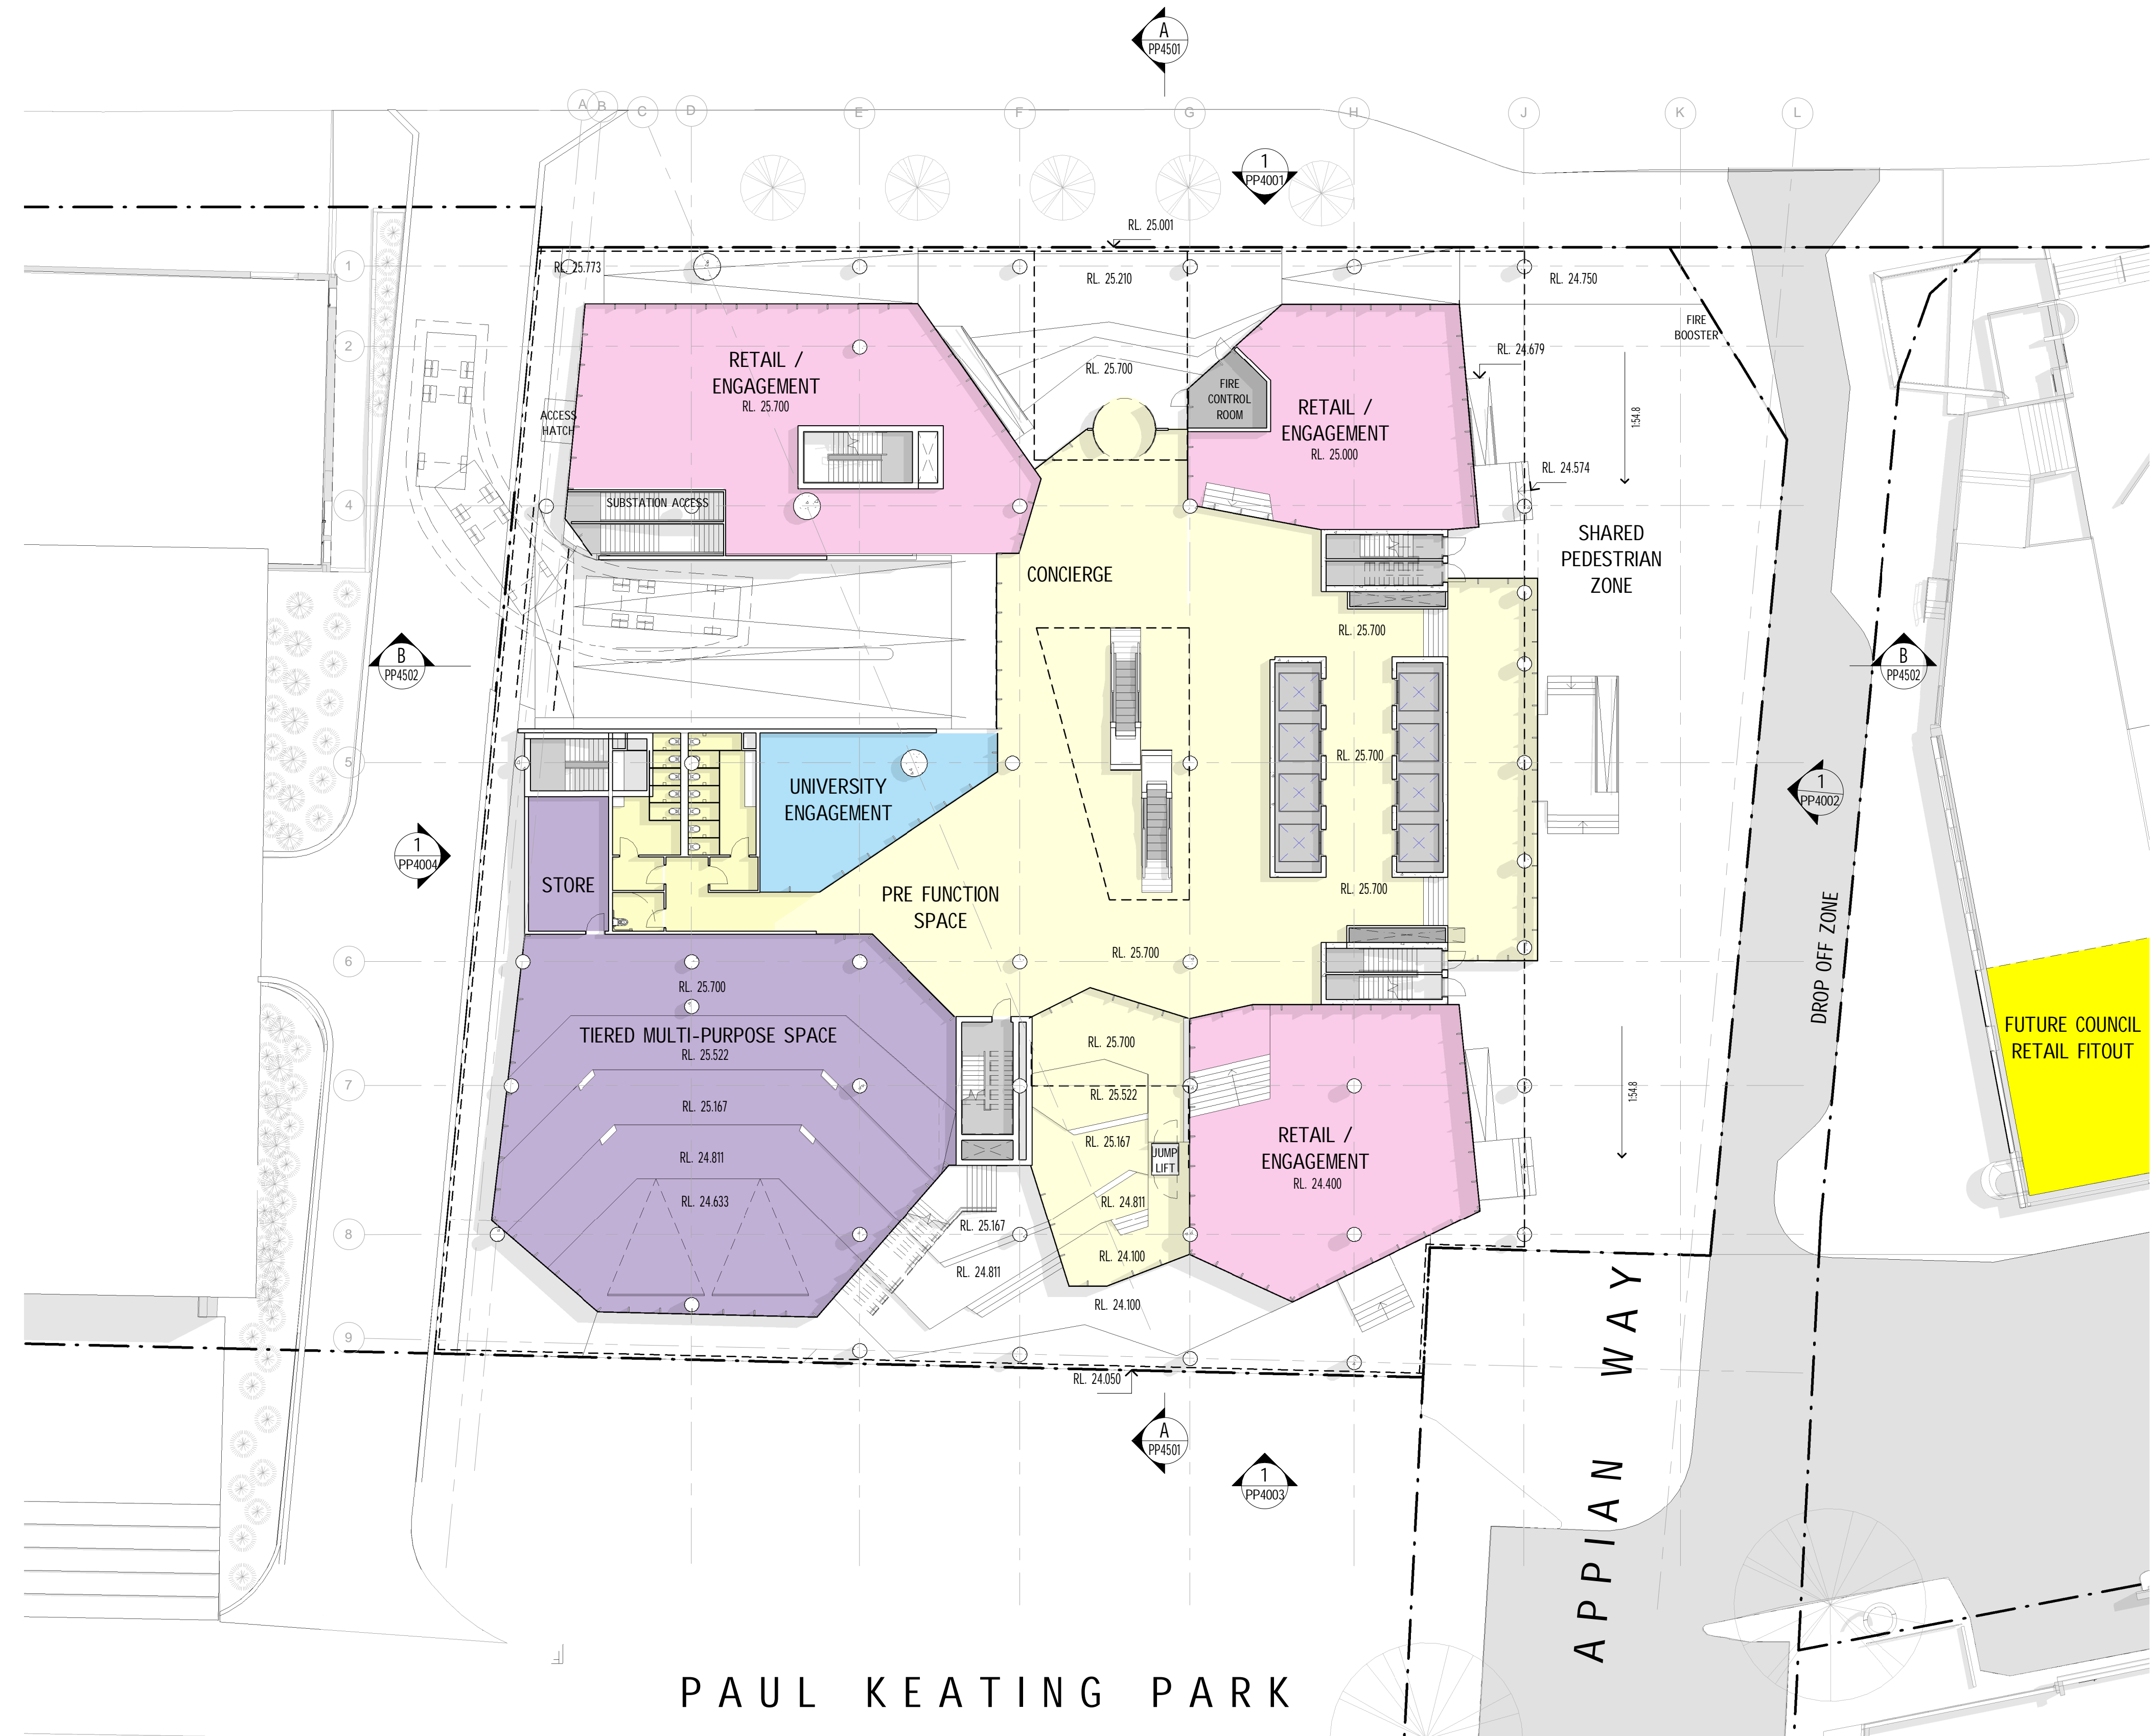 A
PP4501
A
B
C
D
E
F
G
H
J
K
L
1
PP4001
RL. 25.001
1
RL. 25.773
RL. 25.210
RL. 24.750
FIRE
BOOSTER
2
RETAIL /
ENGAGEMENT
RL. 25.700
RL. 25.700
FIRE
CONTROL
ROOM
RETAIL /
ENGAGEMENT
RL. 25.000
RL. 24.679
1:54.8
ACCESS
HATCH
RL. 24.574
4
SUBSTATION ACCESS
SHARED
PEDESTRIAN
ZONE
CONCIERGE
RL. 25.700
B
PP4502
B
PP4502
5
UNIVERSITY
ENGAGEMENT
RL. 25.700
1
PP4002
1
PP4004
STORE
PRE FUNCTION
SPACE
RL. 25.700
DROP OFF ZONE
6
RL. 25.700
RL. 25.700
TIERED MULTI-PURPOSE SPACE
RL. 25.522
RL. 25.700
FUTURE COUNCIL
RETAIL FITOUT
7
RL. 25.522
1:54.8
RL. 25.167
RL. 25.167
JUMP
LIFT
RETAIL /
ENGAGEMENT
RL. 24.400
RL. 24.811
RL. 24.633
RL. 24.811
RL. 25.167
8
RL. 24.100
RL. 24.811
RL. 24.100
9
RL. 24.050
A
PP4501
1
PP4003
APPIAN WAY
PAUL KEATING PARK